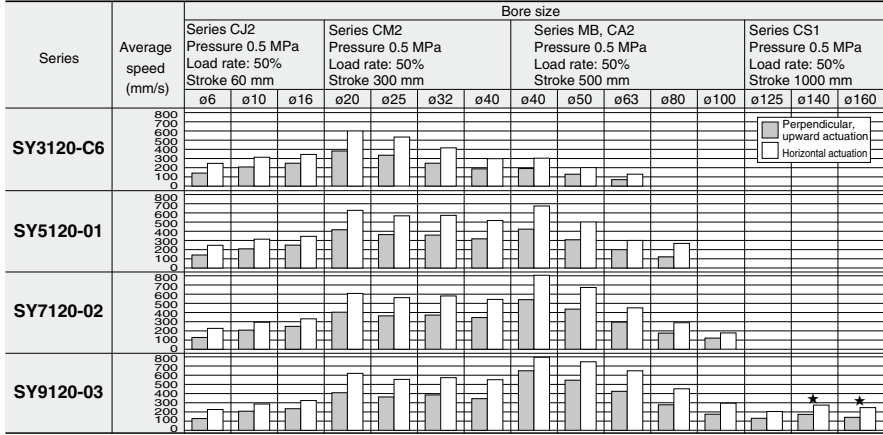 Series
Average speed (mm/s)
Bore size
Series CJ2
Pressure 0.5 MPa
Load rate: 50%
Stroke 60 mm
Series CM2
Pressure 0.5 MPa
Load rate: 50%
Stroke 300 mm
Series MB, CA2
Pressure 0.5 MPa
Load rate: 50%
Stroke 500 mm
Series CS1
Pressure 0.5 MPa
Load rate: 50%
Stroke 1000 mm
ø6 ø10 ø16 ø20 ø25 ø32 ø40 ø40 ø50 ø63 ø80 ø100 ø125 ø140 ø160
SY3120-C6
800
700
600
500
400
300
200
100
0
Perpendicular, upward actuation
Horizontal actuation
SY5120-01
800
700
600
500
400
300
200
100
0
SY7120-02
800
700
600
500
400
300
200
100
0
SY9120-03
800
700
600
500
400
300
200
100
0
★ ★